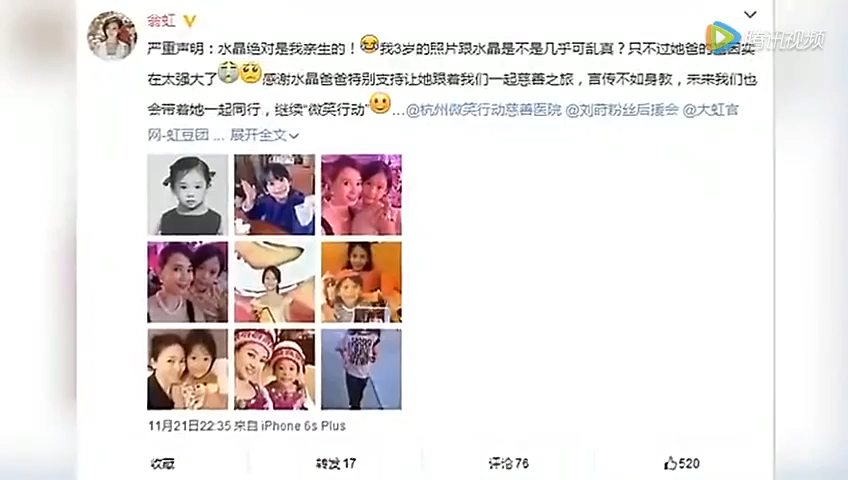 翁虹
腾讯视频
严重声明：水晶绝对是我亲生的！我3岁的照片跟水晶是不是几乎可乱真？只不过她爸的基因实
在太强大了感谢水晶爸爸特别支持让她跟着我们一起慈善之旅，言传不如身教，未来我们也
会带着她一起同行，继续“微笑行动”...@杭州微笑行动慈善医院 @刘莳粉丝后援会 @大虹官
网-虹豆团 ... 展开全文
11月21日22:35 来自 iPhone 6s Plus
收藏 转发 17 评论 76 520